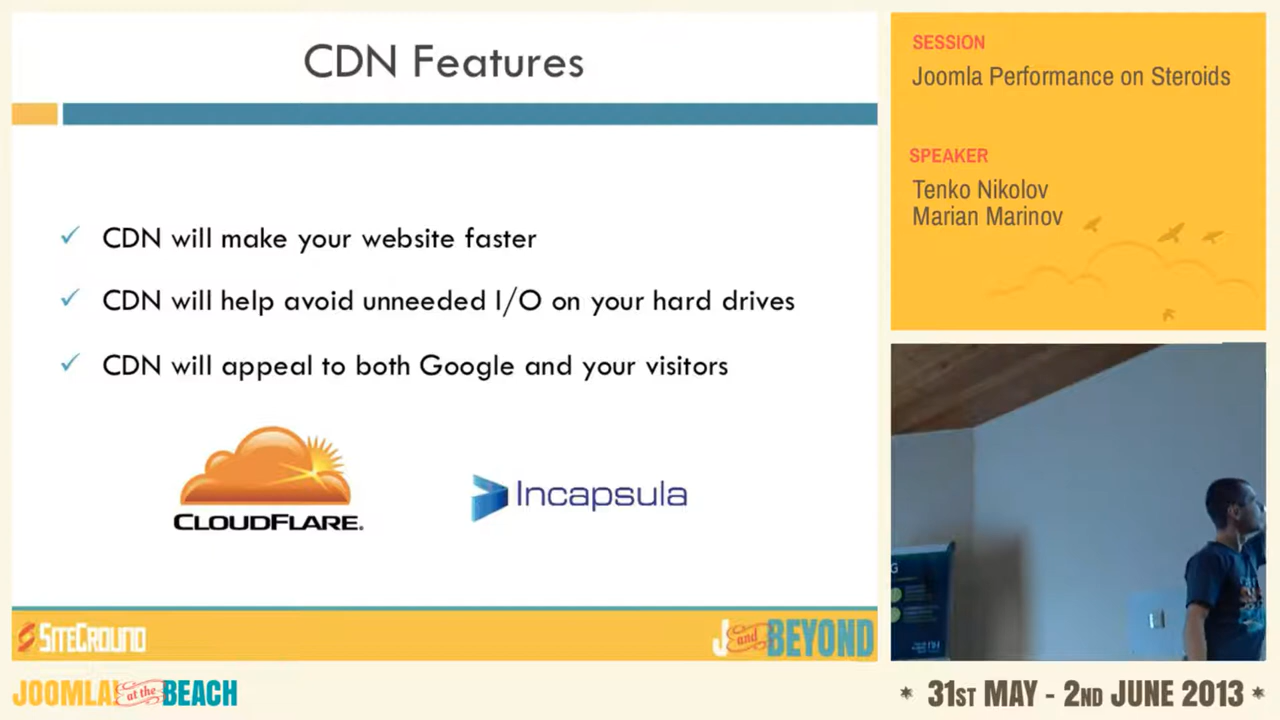 CDN Features
CDN will make your website faster
CDN will help avoid unneeded I/O on your hard drives
CDN will appeal to both Google and your visitors
CLOUDFLARE.
Incapsula
SITEGROUND
J and BEYOND
SESSION
Joomla Performance on Steroids
SPEAKER
Tenko Nikolov
Marian Marinov
JOOMLA! at the BEACH
* 31ST MAY - 2ND JUNE 2013 *